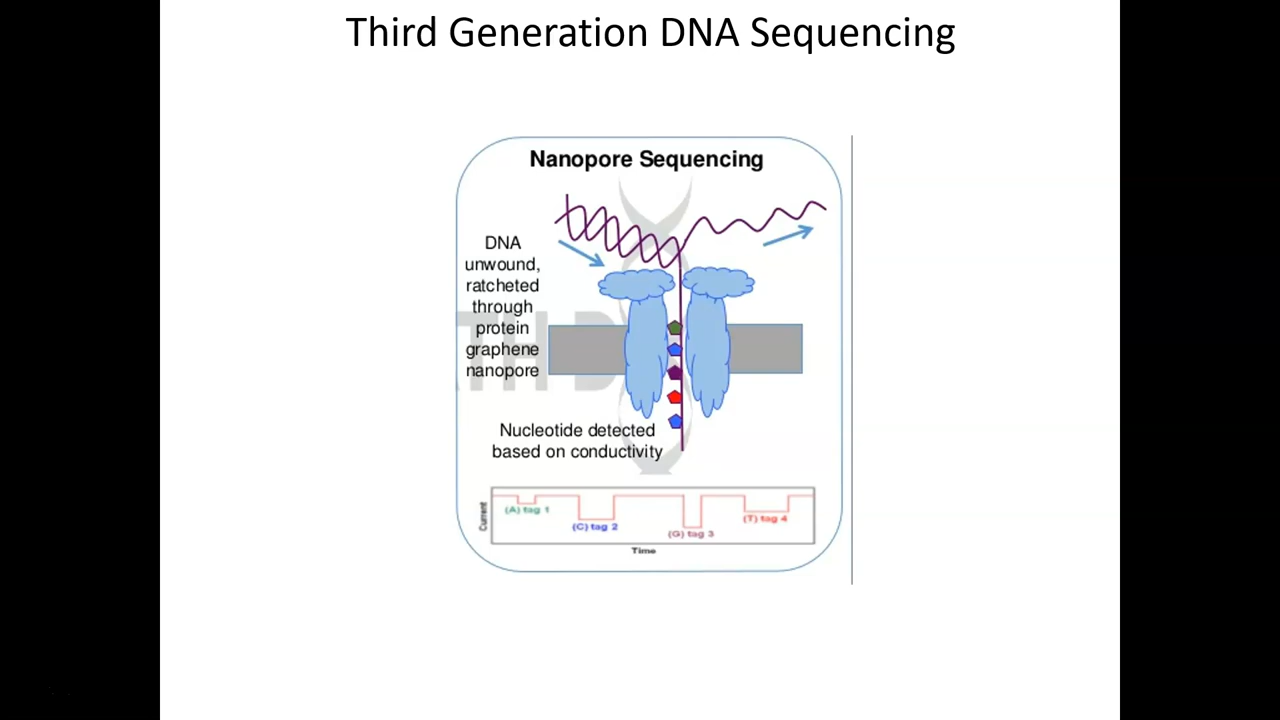 Third Generation DNA Sequencing
Nanopore Sequencing
DNA
unwound,
ratcheted
through
protein
graphene
nanopore
Nucleotide detected
based on conductivity
Current
(A) tag 1
(C) tag 2
(G) tag 3
(T) tag 4
Time